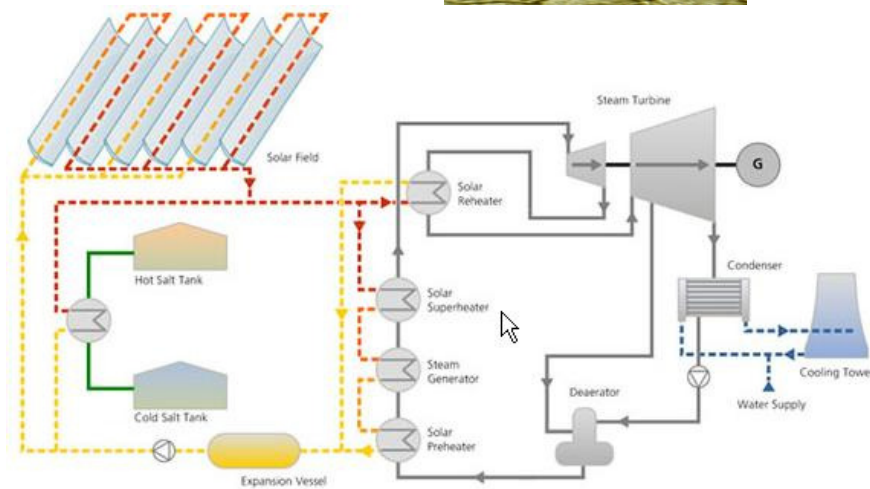 Steam Turbine
Solar Field
G
Solar
Reheater
Hot Salt Tank
Condenser
Solar
Superheater
Steam
Generator
Cooling Towe
Deaerator
Water Supply
Cold Salt Tank
Solar
Preheater
Expansion Vessel